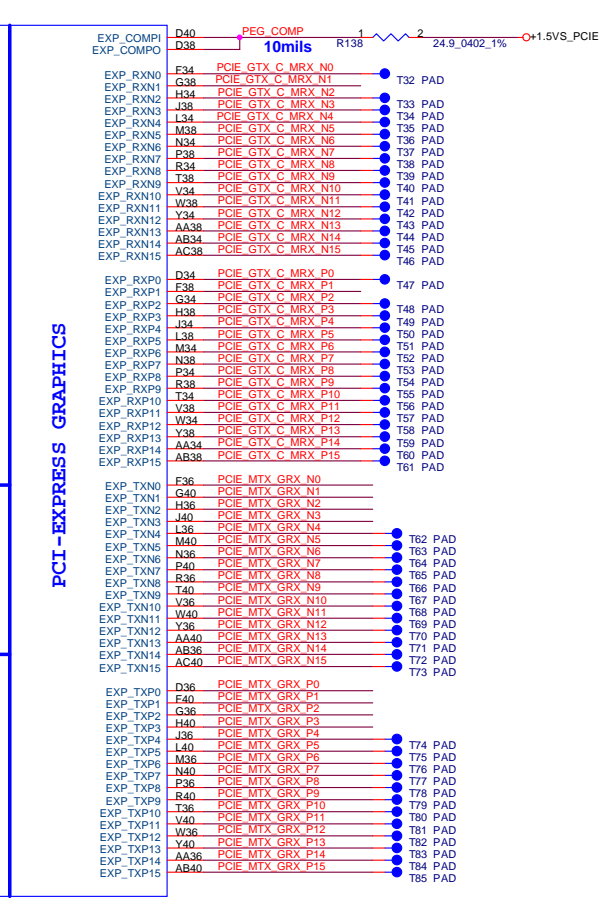 EXP_COMPI D40 PEG_COMP 1 2 +1.5VS_PCIE
EXP_COMPO D38 10mils R138 24.9_0402_1%
EXP_RXN0 F34 PCIE_GTX_C_MRX_N0 T32 PAD
EXP_RXN1 G38 PCIE_GTX_C_MRX_N1
EXP_RXN2 H34 PCIE_GTX_C_MRX_N2 T33 PAD
EXP_RXN3 J38 PCIE_GTX_C_MRX_N3 T34 PAD
EXP_RXN4 L34 PCIE_GTX_C_MRX_N4 T35 PAD
EXP_RXN5 M38 PCIE_GTX_C_MRX_N5 T36 PAD
EXP_RXN6 N34 PCIE_GTX_C_MRX_N6 T37 PAD
EXP_RXN7 P38 PCIE_GTX_C_MRX_N7 T38 PAD
EXP_RXN8 R34 PCIE_GTX_C_MRX_N8 T39 PAD
EXP_RXN9 T38 PCIE_GTX_C_MRX_N9 T40 PAD
EXP_RXN10 V34 PCIE_GTX_C_MRX_N10 T41 PAD
EXP_RXN11 W38 PCIE_GTX_C_MRX_N11 T42 PAD
EXP_RXN12 Y34 PCIE_GTX_C_MRX_N12 T43 PAD
EXP_RXN13 AA38 PCIE_GTX_C_MRX_N13 T44 PAD
EXP_RXN14 AB34 PCIE_GTX_C_MRX_N14 T45 PAD
EXP_RXN15 AC38 PCIE_GTX_C_MRX_N15 T46 PAD
EXP_RXP0 D34 PCIE_GTX_C_MRX_P0 T47 PAD
EXP_RXP1 F38 PCIE_GTX_C_MRX_P1
EXP_RXP2 G34 PCIE_GTX_C_MRX_P2 T48 PAD
EXP_RXP3 H38 PCIE_GTX_C_MRX_P3 T49 PAD
EXP_RXP4 J34 PCIE_GTX_C_MRX_P4 T50 PAD
EXP_RXP5 L38 PCIE_GTX_C_MRX_P5 T51 PAD
EXP_RXP6 M34 PCIE_GTX_C_MRX_P6 T52 PAD
EXP_RXP7 N38 PCIE_GTX_C_MRX_P7 T53 PAD
EXP_RXP8 P34 PCIE_GTX_C_MRX_P8 T54 PAD
EXP_RXP9 R38 PCIE_GTX_C_MRX_P9 T55 PAD
EXP_RXP10 T34 PCIE_GTX_C_MRX_P10 T56 PAD
EXP_RXP11 V38 PCIE_GTX_C_MRX_P11 T57 PAD
EXP_RXP12 W34 PCIE_GTX_C_MRX_P12 T58 PAD
EXP_RXP13 Y38 PCIE_GTX_C_MRX_P13 T59 PAD
EXP_RXP14 AA34 PCIE_GTX_C_MRX_P14 T60 PAD
EXP_RXP15 AB38 PCIE_GTX_C_MRX_P15 T61 PAD
PCI-EXPRESS GRAPHICS
EXP_TXN0 F36 PCIE_MTX_GRX_N0
EXP_TXN1 G40 PCIE_MTX_GRX_N1
EXP_TXN2 H36 PCIE_MTX_GRX_N2
EXP_TXN3 J40 PCIE_MTX_GRX_N3
EXP_TXN4 L36 PCIE_MTX_GRX_N4 T62 PAD
EXP_TXN5 M40 PCIE_MTX_GRX_N5 T63 PAD
EXP_TXN6 N36 PCIE_MTX_GRX_N6 T64 PAD
EXP_TXN7 P40 PCIE_MTX_GRX_N7 T65 PAD
EXP_TXN8 R36 PCIE_MTX_GRX_N8 T66 PAD
EXP_TXN9 T40 PCIE_MTX_GRX_N9 T67 PAD
EXP_TXN10 V36 PCIE_MTX_GRX_N10 T68 PAD
EXP_TXN11 W40 PCIE_MTX_GRX_N11 T69 PAD
EXP_TXN12 Y36 PCIE_MTX_GRX_N12 T70 PAD
EXP_TXN13 AA40 PCIE_MTX_GRX_N13 T71 PAD
EXP_TXN14 AB36 PCIE_MTX_GRX_N14 T72 PAD
EXP_TXN15 AC40 PCIE_MTX_GRX_N15 T73 PAD
EXP_TXP0 D36 PCIE_MTX_GRX_P0
EXP_TXP1 F40 PCIE_MTX_GRX_P1
EXP_TXP2 G36 PCIE_MTX_GRX_P2
EXP_TXP3 H40 PCIE_MTX_GRX_P3
EXP_TXP4 J36 PCIE_MTX_GRX_P4 T74 PAD
EXP_TXP5 L40 PCIE_MTX_GRX_P5 T75 PAD
EXP_TXP6 M36 PCIE_MTX_GRX_P6 T76 PAD
EXP_TXP7 N40 PCIE_MTX_GRX_P7 T77 PAD
EXP_TXP8 P36 PCIE_MTX_GRX_P8 T78 PAD
EXP_TXP9 R40 PCIE_MTX_GRX_P9 T79 PAD
EXP_TXP10 T36 PCIE_MTX_GRX_P10 T80 PAD
EXP_TXP11 V40 PCIE_MTX_GRX_P11 T81 PAD
EXP_TXP12 W36 PCIE_MTX_GRX_P12 T82 PAD
EXP_TXP13 Y40 PCIE_MTX_GRX_P13 T83 PAD
EXP_TXP14 AA36 PCIE_MTX_GRX_P14 T84 PAD
EXP_TXP15 AB40 PCIE_MTX_GRX_P15 T85 PAD